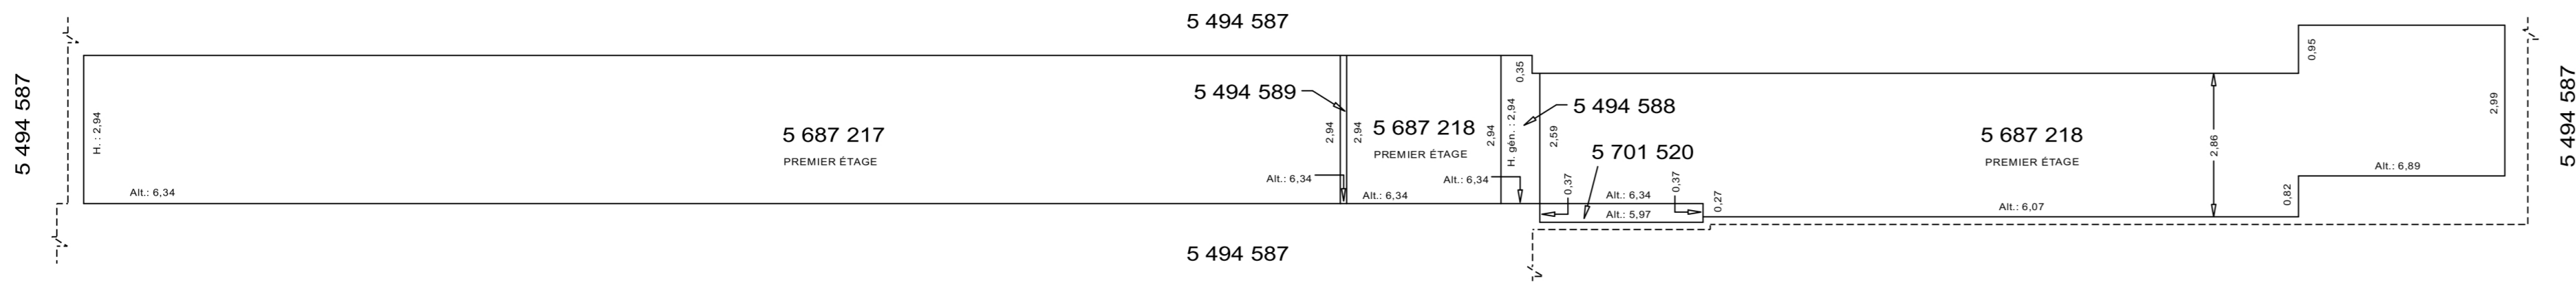 5 494 587
5 494 587
H. : 2,94
5 687 217
PREMIER ÉTAGE
Alt.: 6,34
5 494 589
2,94
2,94
Alt.: 6,34
5 687 218
PREMIER ÉTAGE
Alt.: 6,34
2,94
Alt.: 6,34
H. gén. : 2,94
0,35
5 494 588
2,59
5 701 520
0,37
Alt.: 6,34
0,37
Alt.: 5,97
0,27
5 687 218
PREMIER ÉTAGE
Alt.: 6,07
2,86
0,95
0,82
Alt.: 6,89
2,99
5 494 587
5 494 587